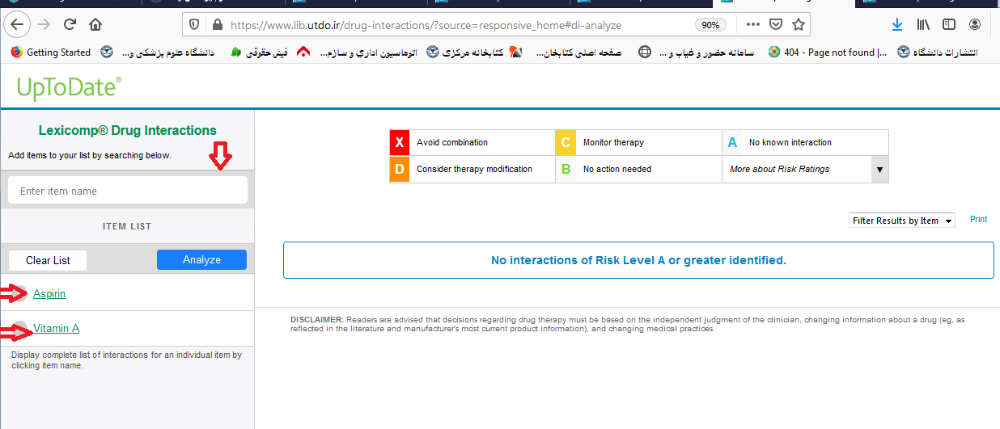 https://www.lib.utdo.ir/drug-interactions/?source=responsive_home#di-analyze
90%
Getting Started
دانشگاه علوم پزشکی و...
فیش حقوقی
اتوماسیون اداري و سازم...
کتابخانه مرکزی
صفحه اصلی کتابخان...
سامانه حضور و غیاب و ...
404 - Page not found |...
انتشارات دانشگاه
UpToDate®
Lexicomp® Drug Interactions
Add items to your list by searching below.
Enter item name
ITEM LIST
Clear List
Analyze
Aspirin
Vitamin A
Display complete list of interactions for an individual item by
clicking item name.
X Avoid combination
C Monitor therapy
A No known interaction
D Consider therapy modification
B No action needed
More about Risk Ratings
Filter Results by Item
Print
No interactions of Risk Level A or greater identified.
DISCLAIMER: Readers are advised that decisions regarding drug therapy must be based on the independent judgment of the clinician, changing information about a drug (eg, as
reflected in the literature and manufacturer's most current product information), and changing medical practices.